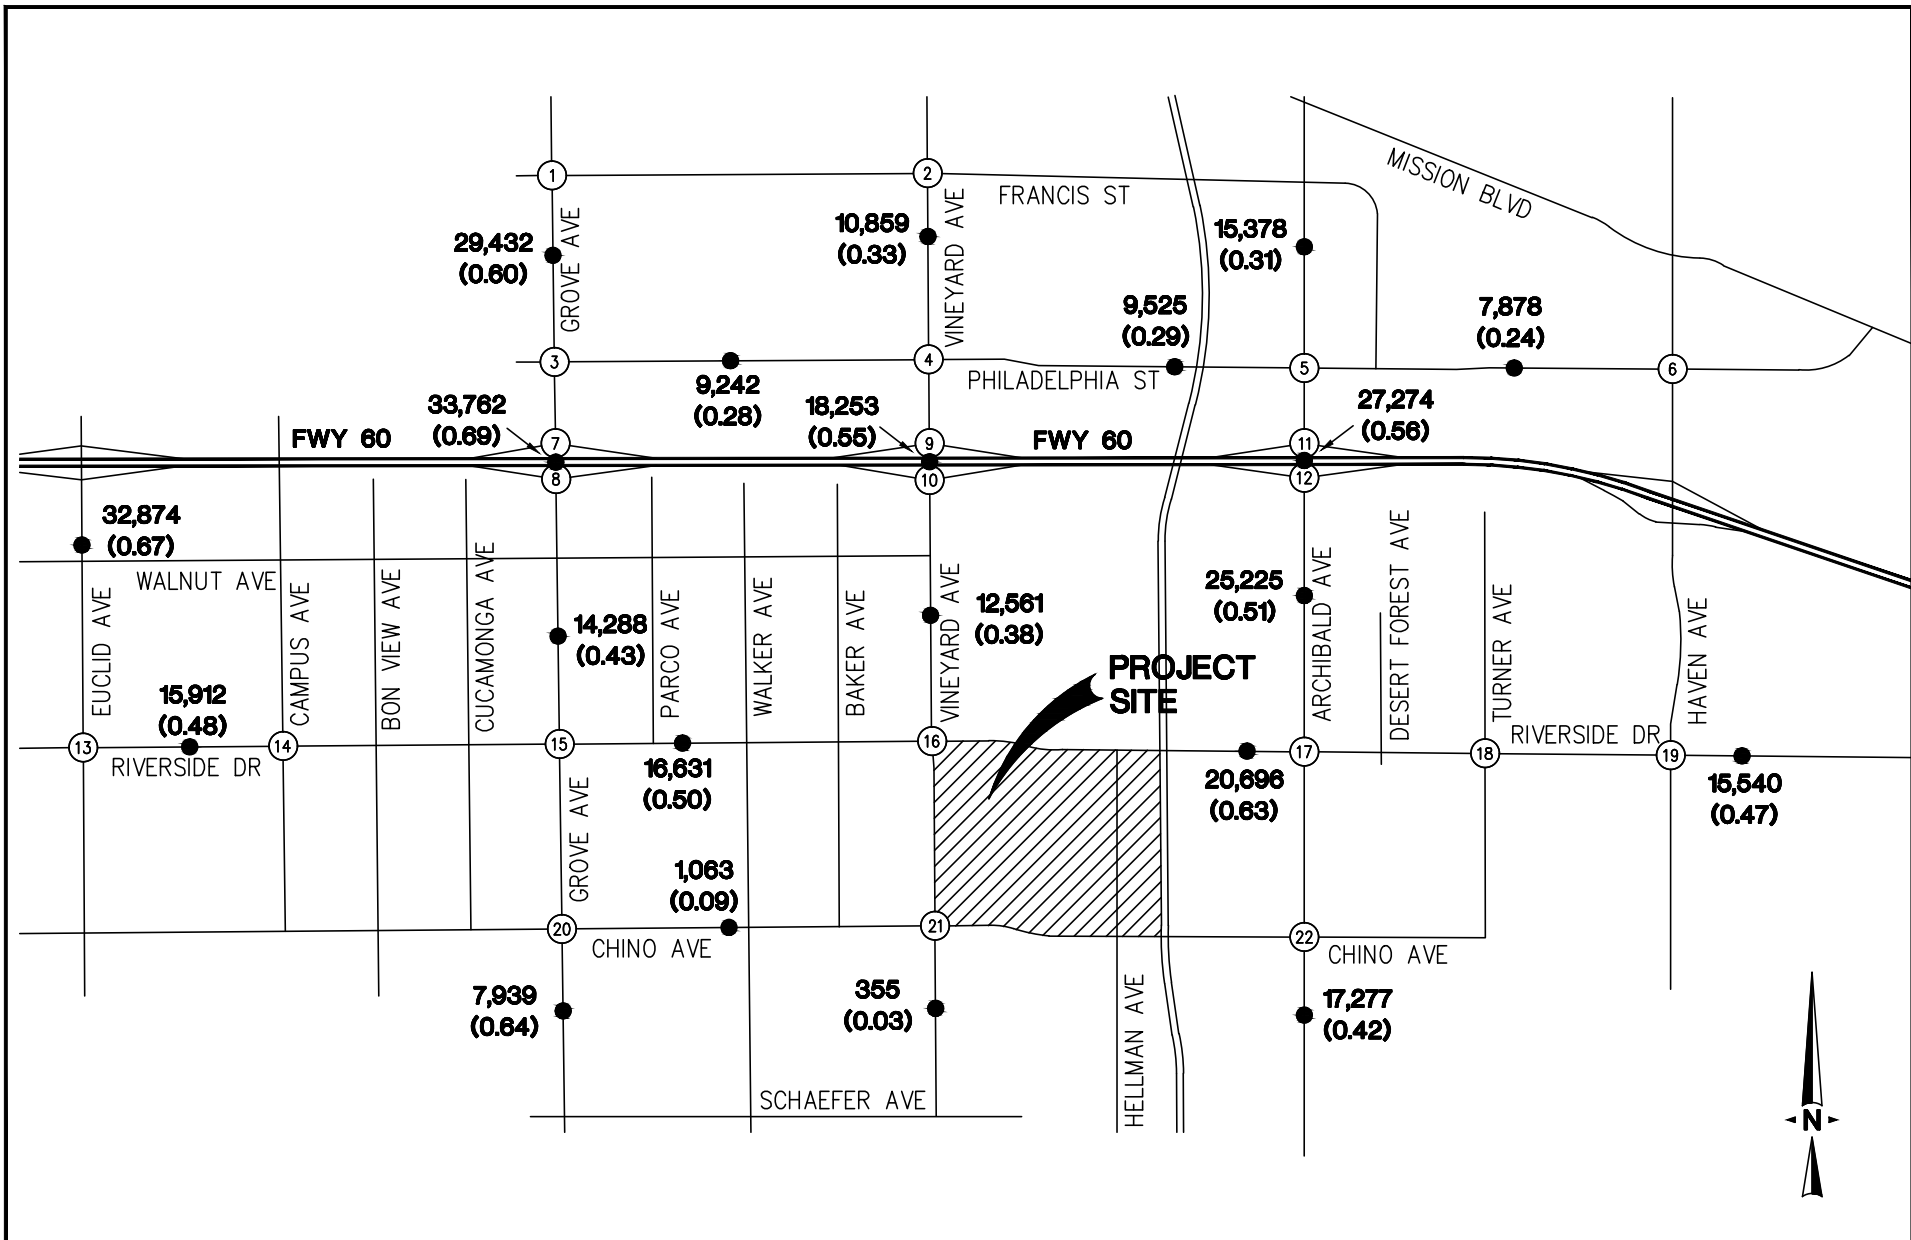 1
2
FRANCIS ST
MISSION BLVD
GROVE AVE
29,432
(0.60)
10,859
(0.33)
VINEYARD AVE
15,378
(0.31)
9,525
(0.29)
7,878
(0.24)
3
4
5
6
PHILADELPHIA ST
9,242
(0.28)
33,762
(0.69)
18,253
(0.55)
27,274
(0.56)
FWY 60
7
9
FWY 60
11
8
10
12
32,874
(0.67)
WALNUT AVE
EUCLID AVE
CAMPUS AVE
BON VIEW AVE
CUCAMONGA AVE
14,288
(0.43)
PARCO AVE
WALKER AVE
BAKER AVE
VINEYARD AVE
12,561
(0.38)
25,225
(0.51)
ARCHIBALD AVE
DESERT FOREST AVE
TURNER AVE
HAVEN AVE
PROJECT
SITE
15,912
(0.48)
13
14
15
16
17
18
19
RIVERSIDE DR
RIVERSIDE DR
16,631
(0.50)
20,696
(0.63)
15,540
(0.47)
GROVE AVE
1,063
(0.09)
20
21
22
CHINO AVE
CHINO AVE
7,939
(0.64)
355
(0.03)
17,277
(0.42)
HELLMAN AVE
SCHAEFER AVE
N